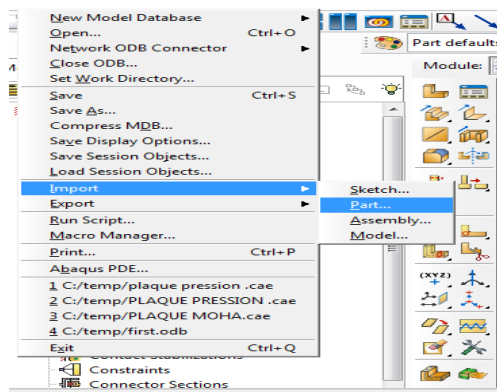 New Model Database
Open... Ctrl+O
Network ODB Connector
Close ODB...
Set Work Directory...
Save Ctrl+S
Save As...
Compress MDB...
Save Display Options...
Save Session Objects...
Load Session Objects...
Import
Export
Run Script...
Macro Manager...
Print... Ctrl+P
Abaqus PDE...
1 C:/temp/plaque pression .cae
2 C:/temp/PLAQUE PRESSION .cae
3 C:/temp/PLAQUE MOHA.cae
4 C:/temp/first.odb
Exit Ctrl+Q
Sketch...
Part...
Assembly...
Model...
Part defaults
Module:
(XYZ)
A
Contact Stabilizations
Constraints
Connector Sections